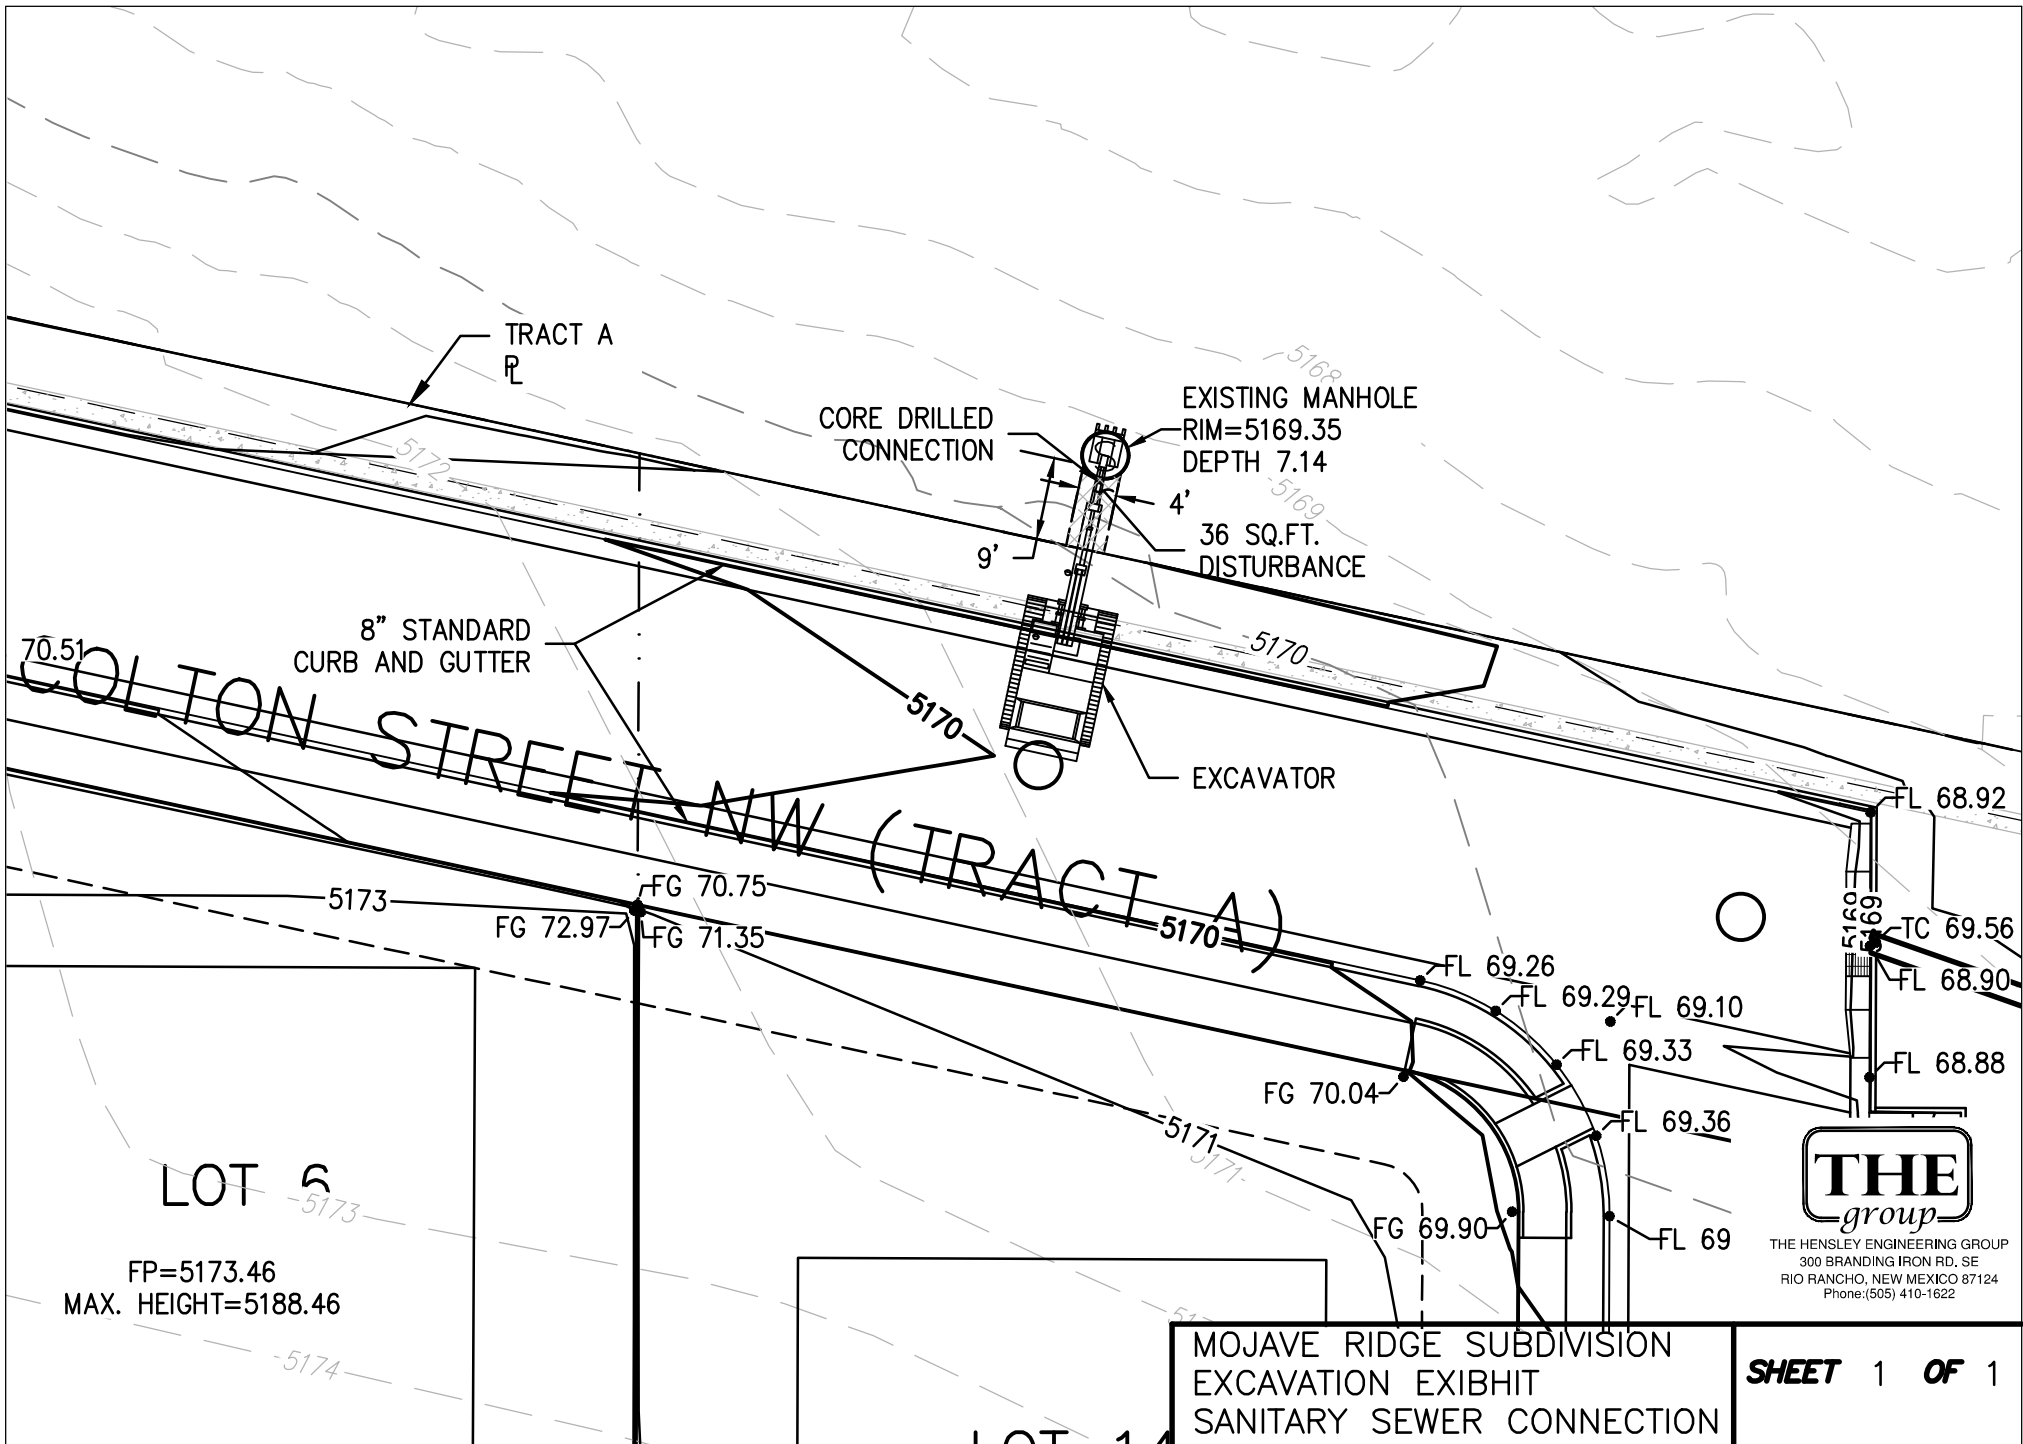 5168
TRACT A
PL
CORE DRILLED
CONNECTION
EXISTING MANHOLE
RIM=5169.35
DEPTH 7.14
5172
5169
4'
9'
36 SQ.FT.
DISTURBANCE
8" STANDARD
CURB AND GUTTER
5170
70.51
COLTON STREET NW (TRACT A)
5170
EXCAVATOR
FL 68.92
5173
FG 70.75
FG 72.97
FG 71.35
5170
5169
5169
TC 69.56
FL 68.90
FL 69.26
FL 69.29
FL 69.10
FL 69.33
FL 68.88
FG 70.04
FL 69.36
5171
5171
LOT 6
5173
FG 69.90
FL 69
THE
group
THE HENSLEY ENGINEERING GROUP
300 BRANDING IRON RD. SE
RIO RANCHO, NEW MEXICO 87124
Phone:(505) 410-1622
FP=5173.46
MAX. HEIGHT=5188.46
5174
MOJAVE RIDGE SUBDIVISION
EXCAVATION EXIBHIT
SANITARY SEWER CONNECTION
SHEET 1 OF 1
LOT 14